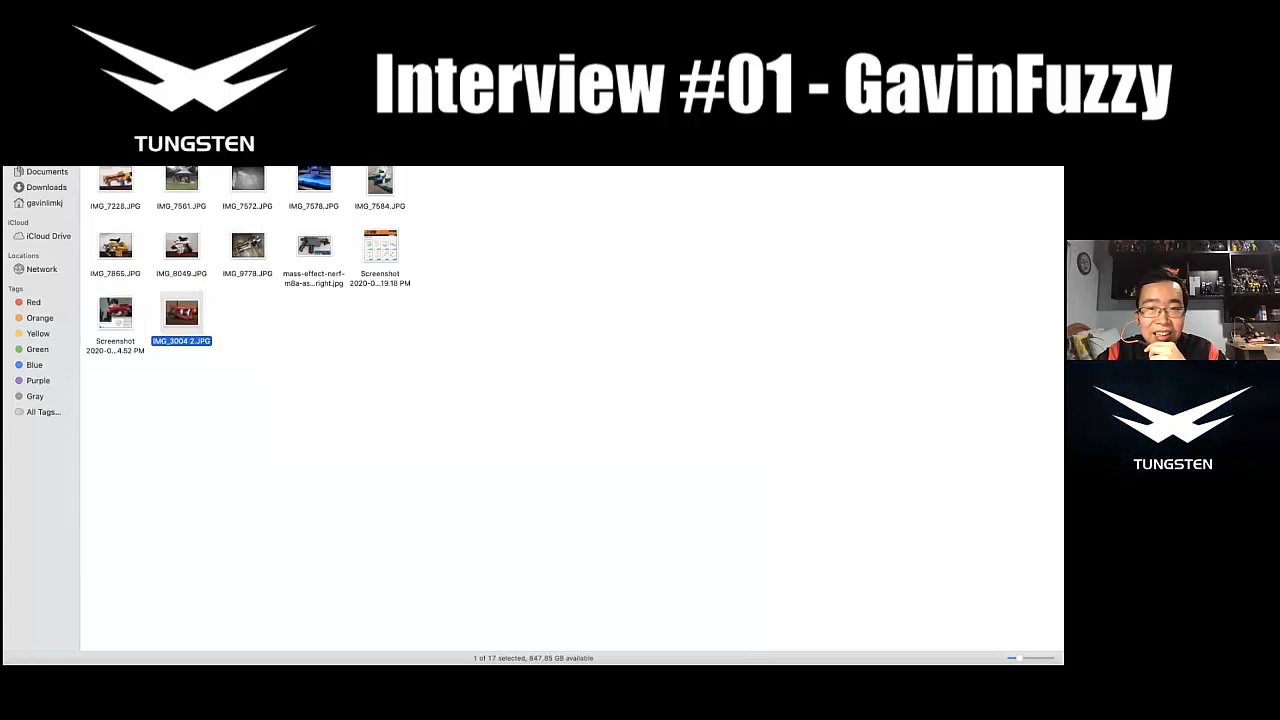 Interview #01 - GavinFuzzy
TUNGSTEN
Documents
Downloads
gavinlimkj
iCloud
iCloud Drive
Locations
Network
Tags
Red
Orange
Yellow
Green
Blue
Purple
Gray
All Tags...
IMG_7228.JPG
IMG_7561.JPG
IMG_7572.JPG
IMG_7578.JPG
IMG_7584.JPG
IMG_7865.JPG
IMG_8049.JPG
IMG_9778.JPG
mass-effect-nerf-
m8a-as...right.jpg
Screenshot
2020-0...19.18 PM
Screenshot
2020-0...4.52 PM
IMG_3004 2.JPG
1 of 17 selected, 847.85 GB available
TUNGSTEN